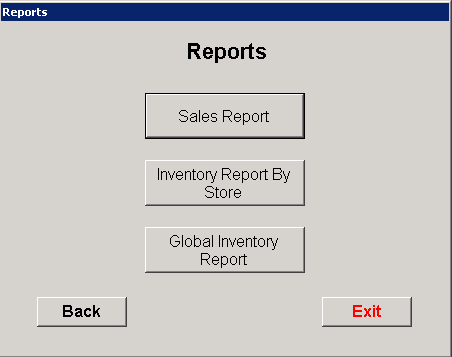 Reports
Reports
Sales Report
Inventory Report By
Store
Global Inventory
Report
Back
Exit